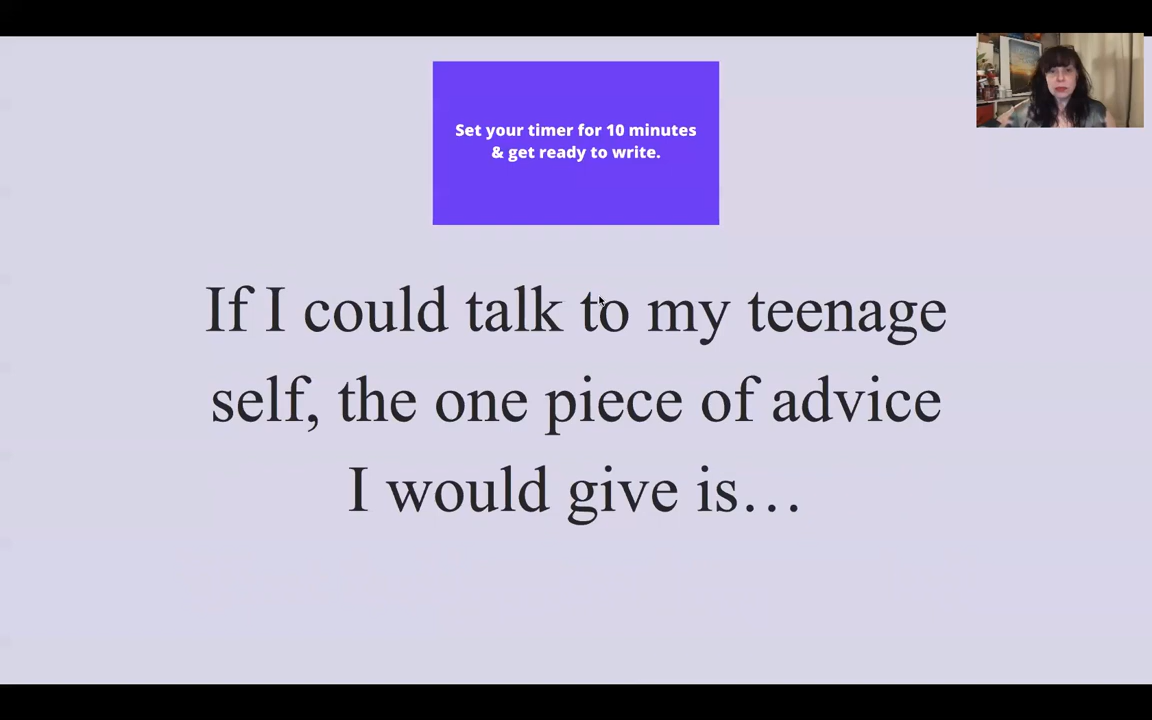 Set your timer for 10 minutes
& get ready to write.
If I could talk to my teenage
self, the one piece of advice
I would give is…